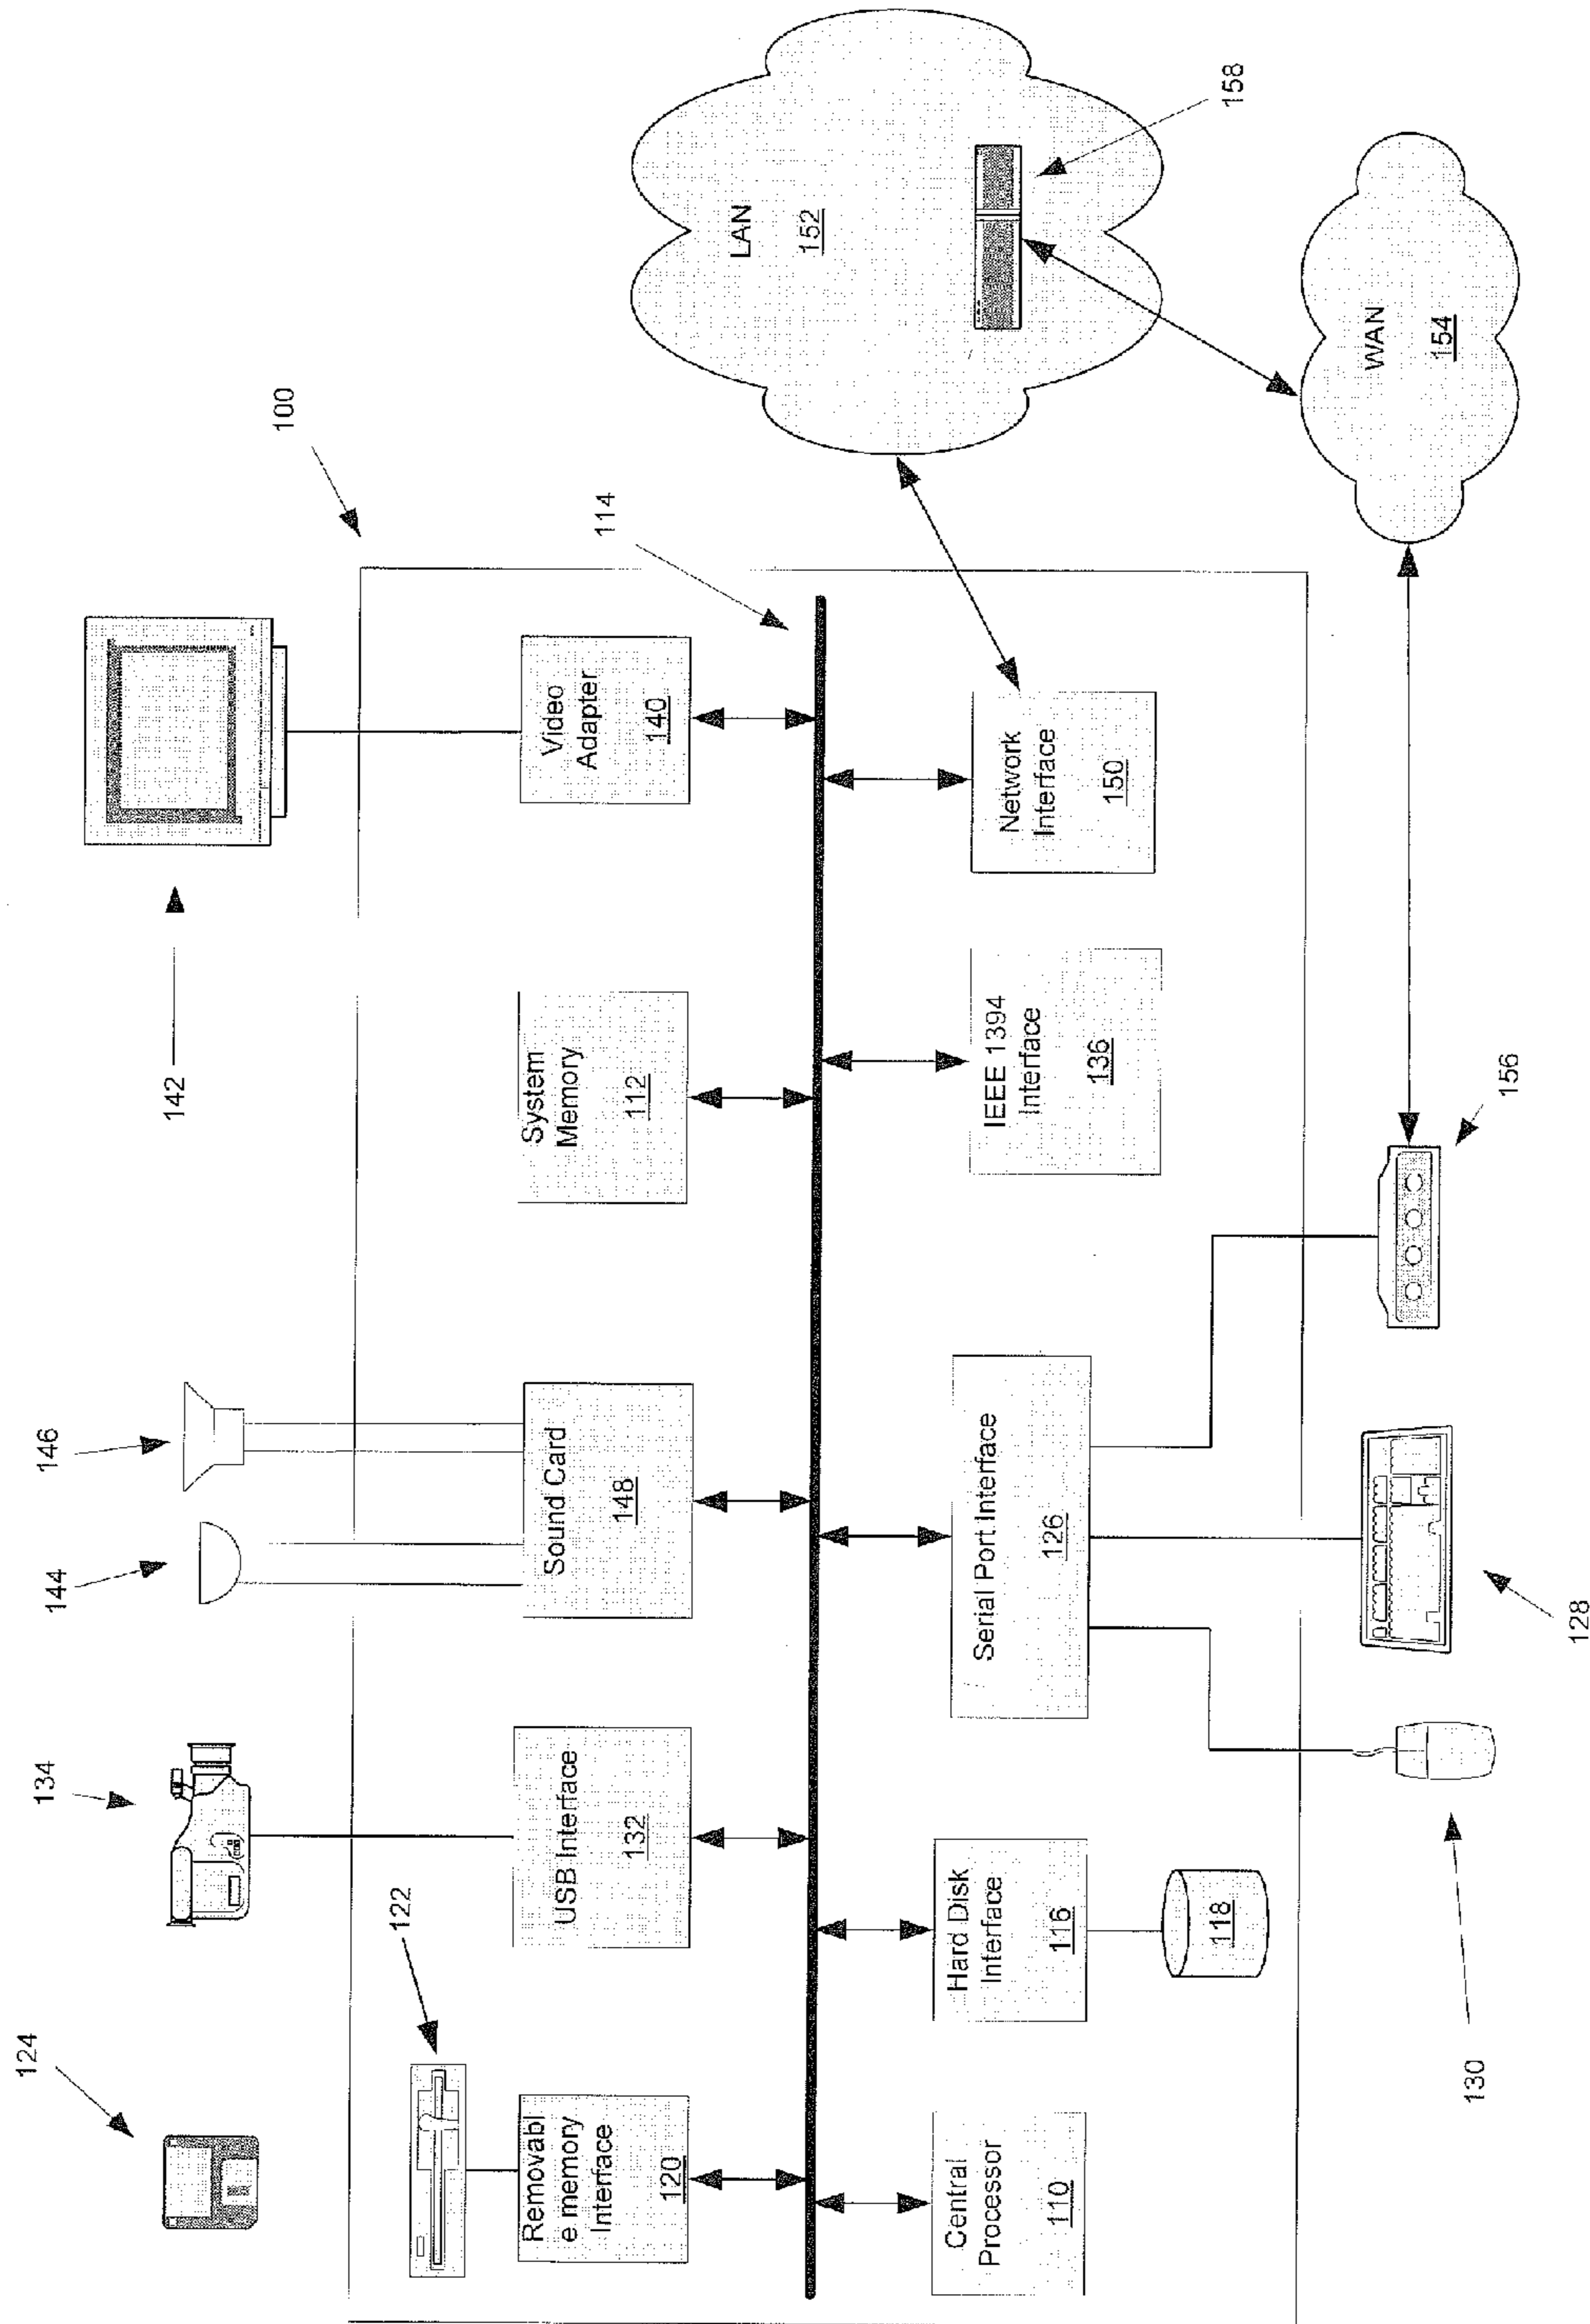 124
134
144
146
142
100
122
Removabl
e memory
Interface
120
USB Interface
132
Sound Card
148
System
Memory
112
Video
Adapter
140
114
Central
Processor
110
Hard Disk
Interface
116
118
Serial Port Interface
126
IEEE 1394
Interface
136
Network
Interface
150
LAN
152
158
WAN
154
130
128
156